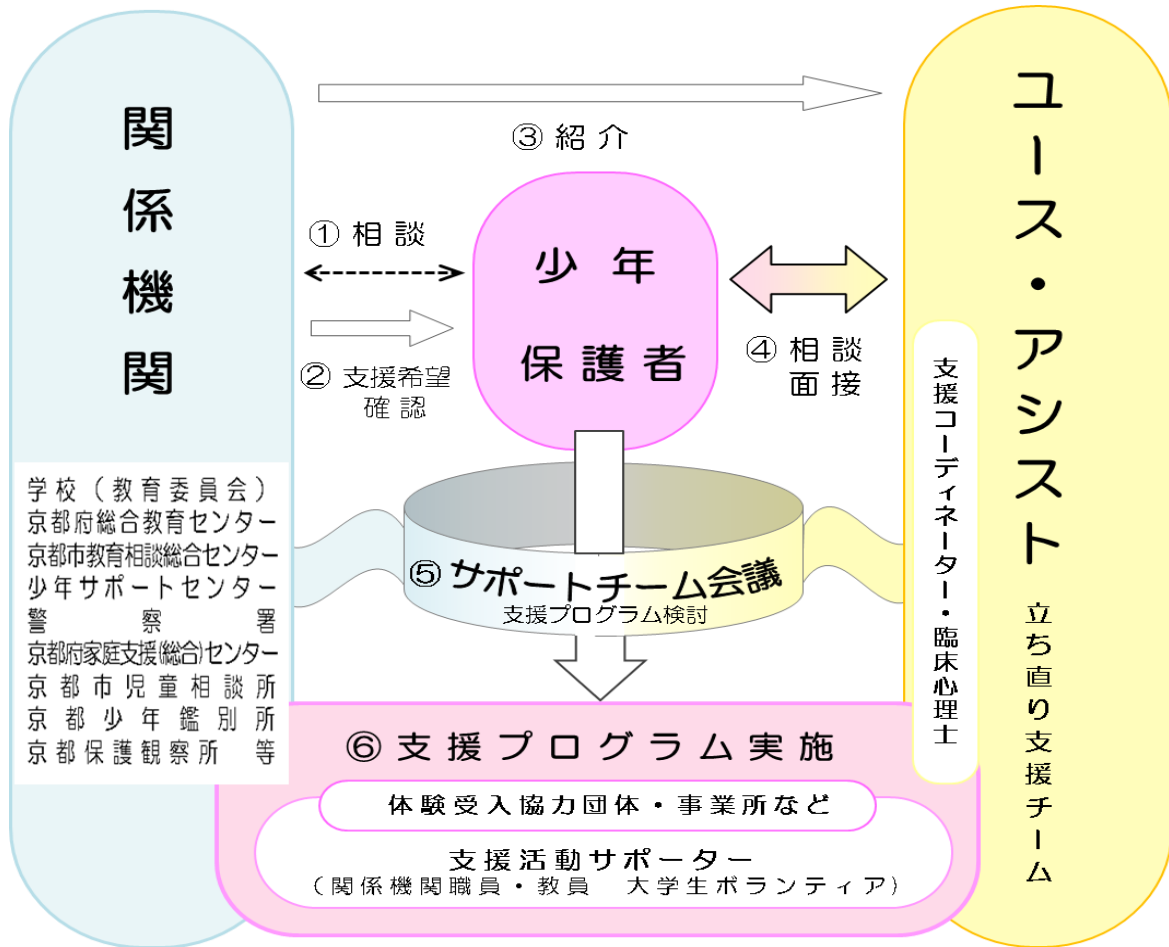 関係機関
学校（教育委員会）
京都府総合教育センター
京都市教育相談総合センター
少年サポートセンター
警察署
京都府家庭支援(総合)センター
京都市児童相談所
京都少年鑑別所
京都保護観察所　等
③ 紹介
① 相談
② 支援希望
確認
少年
保護者
④ 相談
面接
⑤ サポートチーム会議
支援プログラム検討
ユース・アシスト
立ち直り支援チーム
支援コーディネーター・臨床心理士
⑥ 支援プログラム実施
体験受入協力団体・事業所など
支援活動サポーター
（関係機関職員・教員　大学生ボランティア）